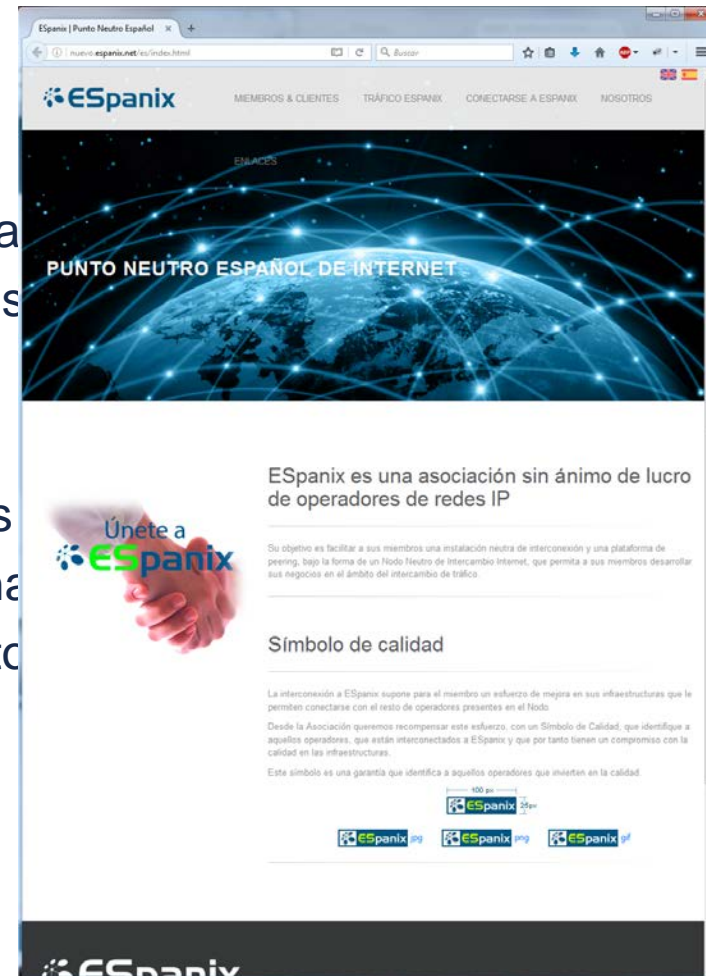 ESpanix | Punto Neutro Español
nuevo.espanix.net/es/index.html
Buscar
ESpanix
MIEMBROS & CLIENTES
TRÁFICO ESPANIX
CONECTARSE A ESPANIX
NOSOTROS
ENLACES
PUNTO NEUTRO ESPAÑOL DE INTERNET
Únete a
ESpanix
ESpanix es una asociación sin ánimo de lucro
de operadores de redes IP
Su objetivo es facilitar a sus miembros una instalación neutra de interconexión y una plataforma de
peering, bajo la forma de un Nodo Neutro de Intercambio Internet, que permita a sus miembros desarrollar
sus negocios en el ámbito del intercambio de tráfico.
Símbolo de calidad
La interconexión a ESpanix supone para el miembro un esfuerzo de mejora en sus infraestructuras que le
permiten conectarse con el resto de operadores presentes en el Nodo.
Desde la Asociación queremos recompensar este esfuerzo, con un Símbolo de Calidad, que identifique a
aquellos operadores, que están interconectados a ESpanix y que por tanto tienen un compromiso con la
calidad en las infraestructuras.
Este símbolo es una garantía que identifica a aquellos operadores que invierten en la calidad.
100 px
ESpanix 25px
ESpanix jpg
ESpanix png
ESpanix gif
ESpanix